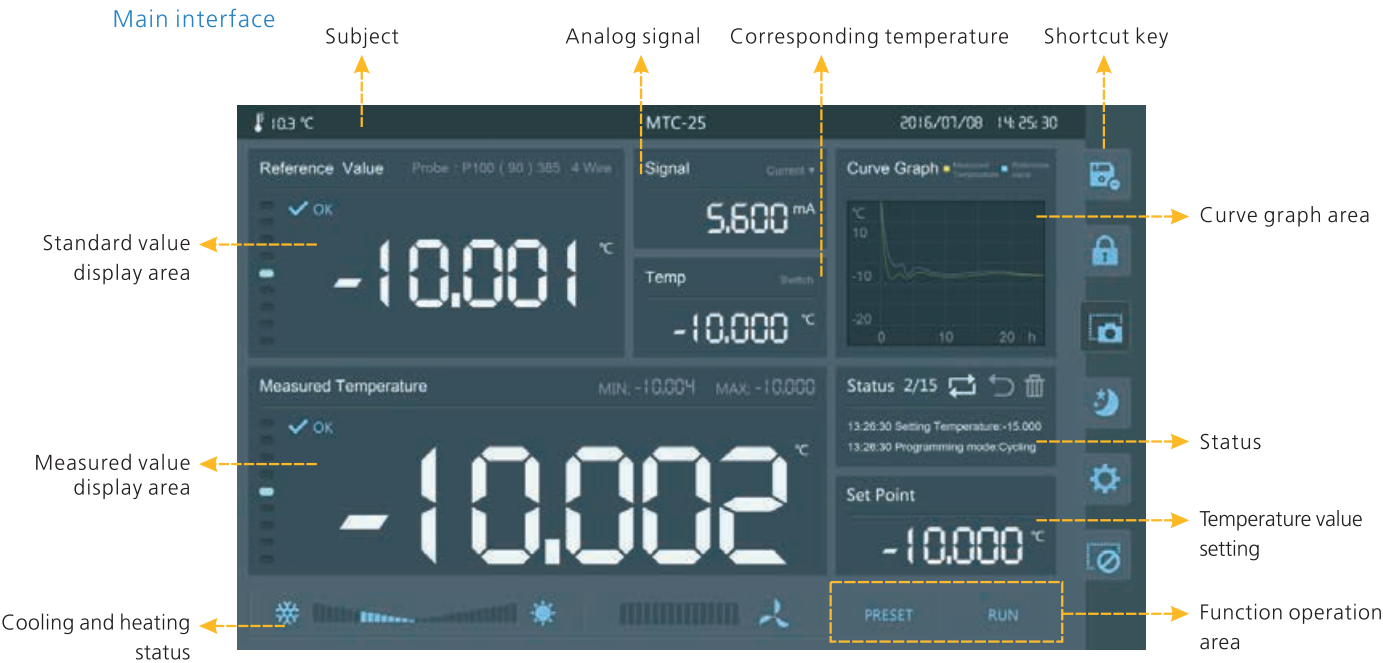 Main interface
Subject
Analog signal
Corresponding temperature
Shortcut key
10.3 ℃
MTC-25
2016/07/08 14:25:30
Reference Value Probe : P100 ( 90 ) 385 4 Wire
OK
-10.001 ℃
Signal Current
5.600 mA
Temp Switch
-10.000 ℃
Curve Graph Measured Temperature Reference Value
℃
10
-10
-20
0 10 20 h
Measured Temperature MIN: -10.004 MAX: -10.000
OK
-10.002 ℃
Status 2/15
13:26:30 Setting Temperature:-15.000
13:26:30 Programming mode:Cycling
Set Point
-10.000 ℃
PRESET RUN
Standard value
display area
Measured value
display area
Cooling and heating
status
Curve graph area
Status
Temperature value
setting
Function operation
area